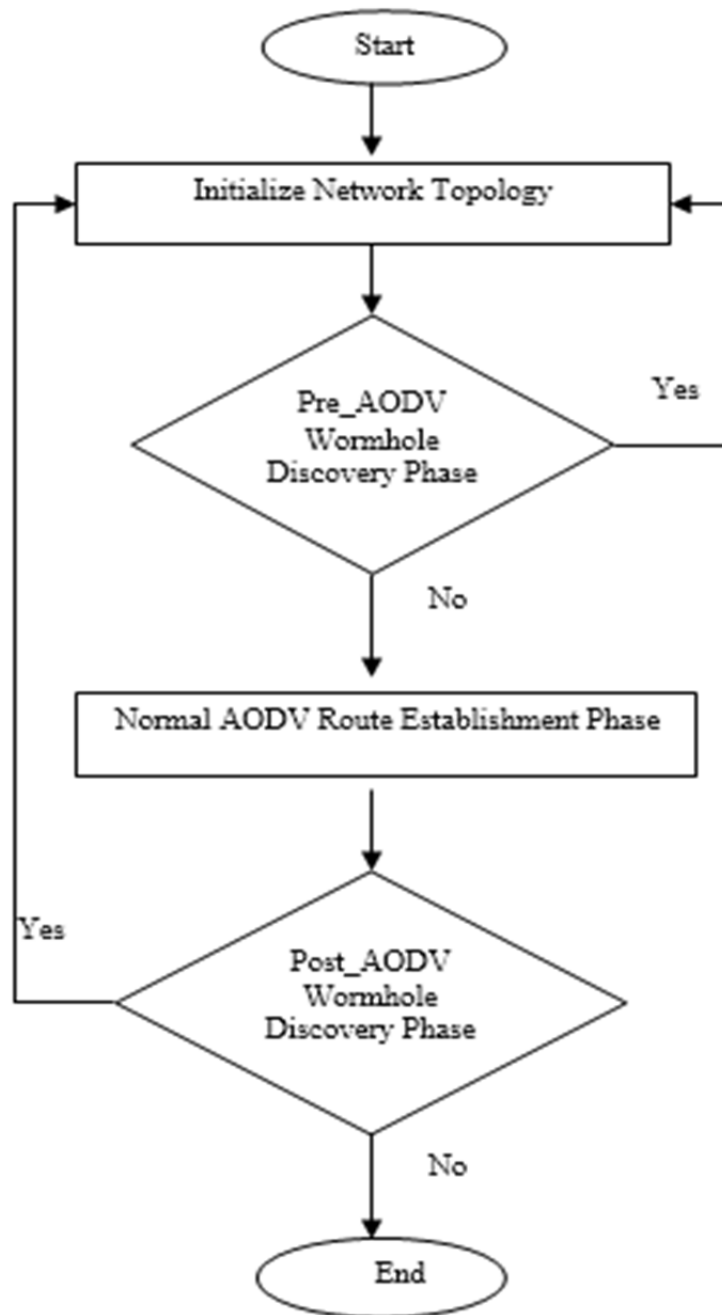 Start
Initialize Network Topology
Pre_AODV
Wormhole
Discovery Phase
Yes
No
Normal AODV Route Establishment Phase
Yes
Post_AODV
Wormhole
Discovery Phase
No
End